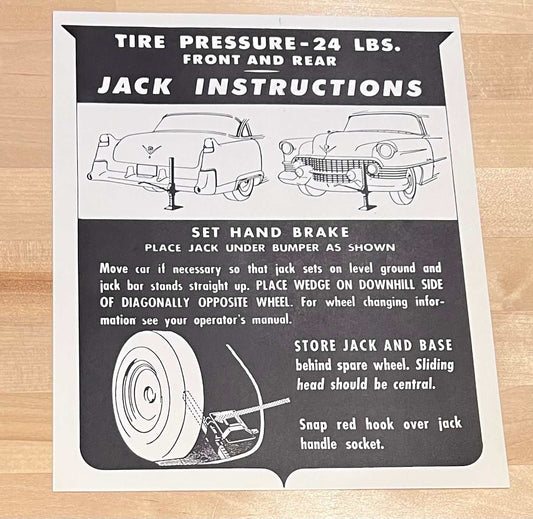 TIRE PRESSURE-24 LBS.
FRONT AND REAR
JACK INSTRUCTIONS
SET HAND BRAKE
PLACE JACK UNDER BUMPER AS SHOWN
Move car if necessary so that jack sets on level ground and
jack bar stands straight up. PLACE WEDGE ON DOWNHILL SIDE
OF DIAGONALLY OPPOSITE WHEEL. For wheel changing infor-
mation see your operator's manual.
STORE JACK AND BASE
behind spare wheel. Sliding
head should be central.
Snap red hook over jack
handle socket.